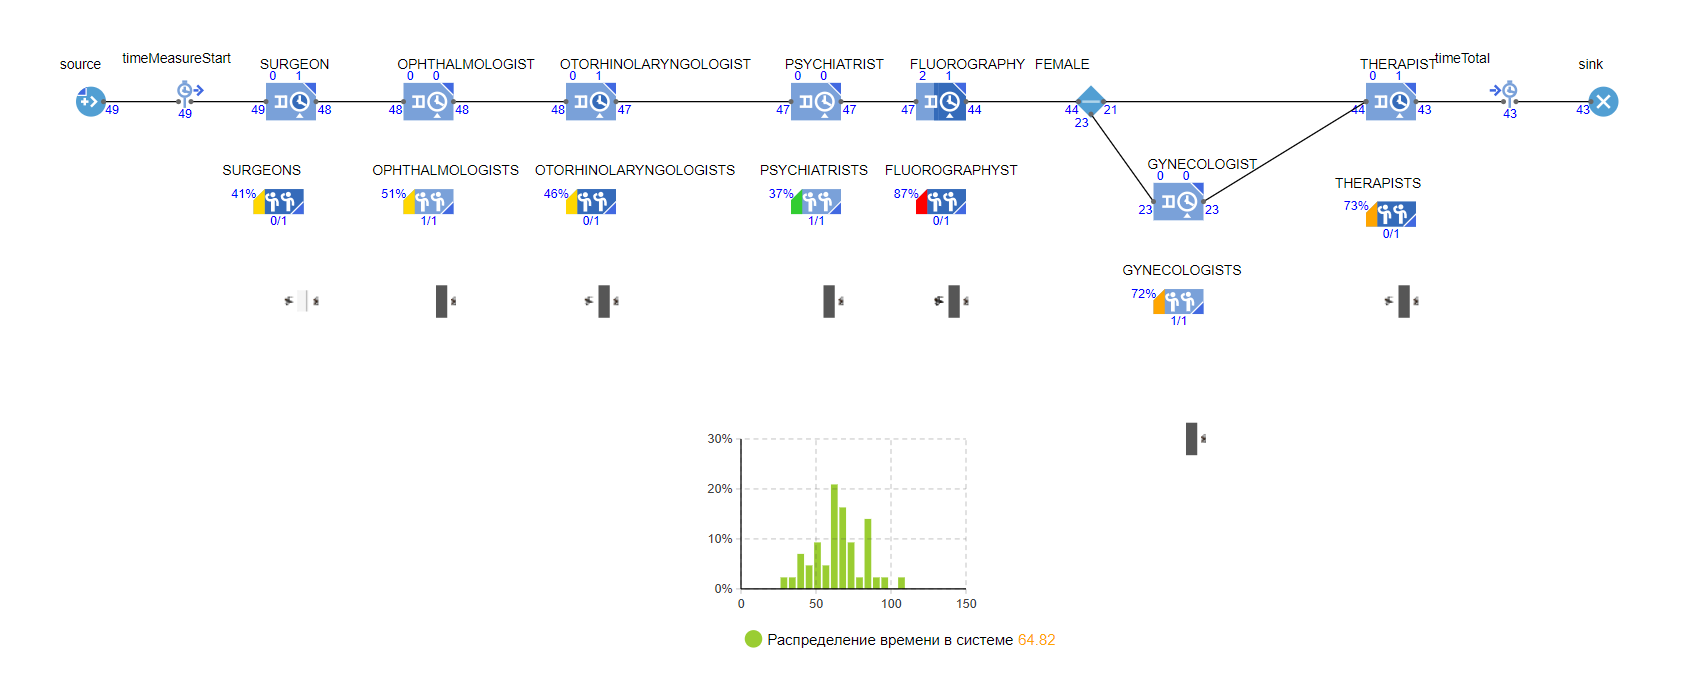 source
timeMeasureStart
SURGEON
OPHTHALMOLOGIST
OTORHINOLARYNGOLOGIST
PSYCHIATRIST
FLUOROGRAPHY
FEMALE
THERAPIST
timeTotal
sink
0 1
0 0
0 1
0 0
2 1
0 1
49
49
49 48
48 48
48 47
47 47
47 44
44 21
23
44 43
43
43
GYNECOLOGIST
0 0
23 23
SURGEONS
41%
0/1
OPHTHALMOLOGISTS
51%
1/1
OTORHINOLARYNGOLOGISTS
46%
0/1
PSYCHIATRISTS
37%
1/1
FLUOROGRAPHYST
87%
0/1
THERAPISTS
73%
0/1
GYNECOLOGISTS
72%
1/1
30%
20%
10%
0%
0 50 100 150
Распределение времени в системе 64.82